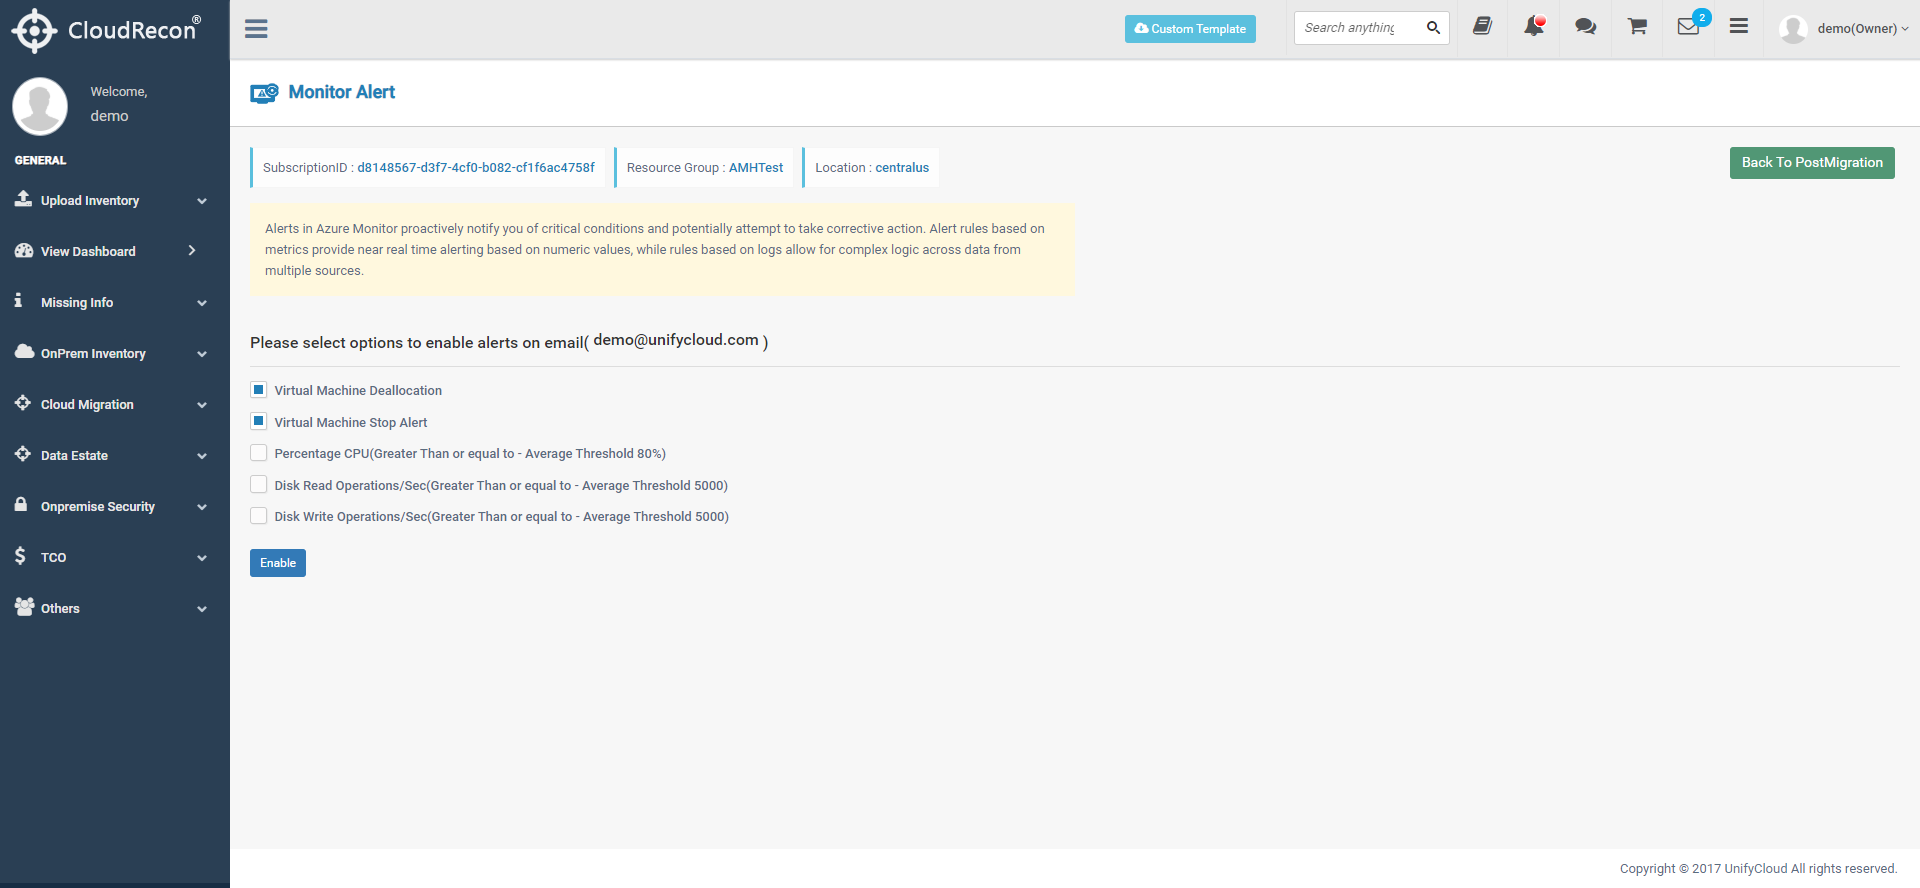 CloudRecon®
Custom Template
Search anything
2
demo(Owner)
Welcome,
demo
GENERAL
Upload Inventory
View Dashboard
Missing Info
OnPrem Inventory
Cloud Migration
Data Estate
Onpremise Security
TCO
Others
Monitor Alert
SubscriptionID : d8148567-d3f7-4cf0-b082-cf1f6ac4758f
Resource Group : AMHTest
Location : centralus
Back To PostMigration
Alerts in Azure Monitor proactively notify you of critical conditions and potentially attempt to take corrective action. Alert rules based on
metrics provide near real time alerting based on numeric values, while rules based on logs allow for complex logic across data from
multiple sources.
Please select options to enable alerts on email( demo@unifycloud.com )
Virtual Machine Deallocation
Virtual Machine Stop Alert
Percentage CPU(Greater Than or equal to - Average Threshold 80%)
Disk Read Operations/Sec(Greater Than or equal to - Average Threshold 5000)
Disk Write Operations/Sec(Greater Than or equal to - Average Threshold 5000)
Enable
Copyright © 2017 UnifyCloud All rights reserved.